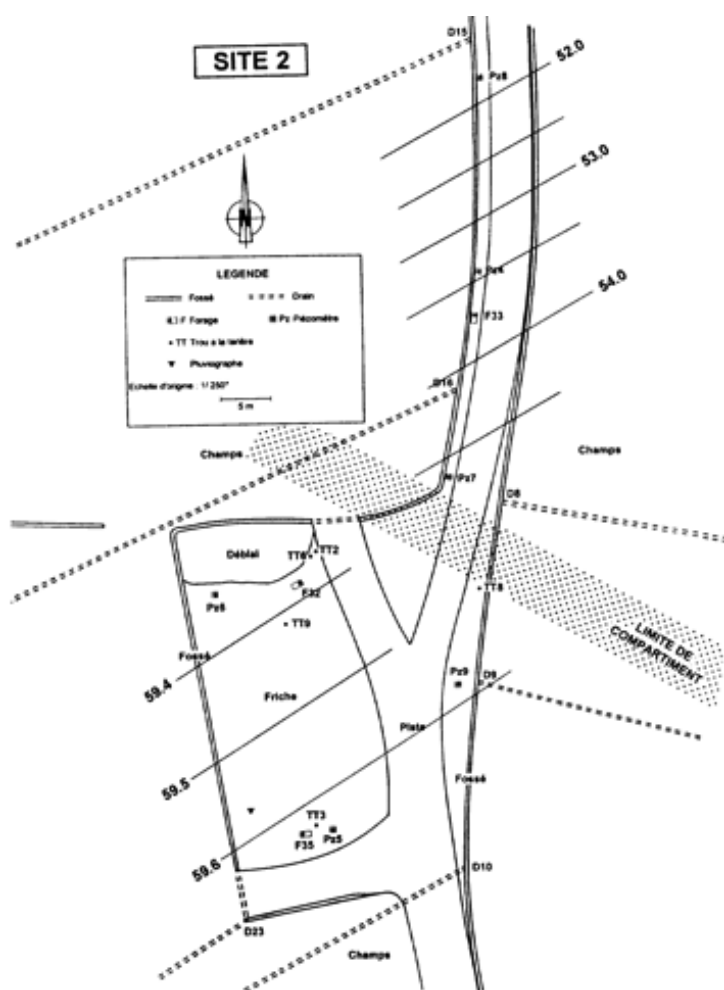 D15
SITE 2
52.0
Pz8
53.0
N
LEGENDE
Fossé Drain
F Forage Pz Piézomètre
TT Trou a la tarière
Pluviographe
Echelle d'origine : 1/ 250°
5 m
54.0
F33
D16
Champs
Champs
Pz7
D8
Déblai
TT6
TT2
F32
Pz6
TT8
TT9
LIMITE DE
COMPARTIMENT
Fossé
Pz9
D9
59.4
Friche
Piste
59.5
Fossé
TT3
F35
Pz5
59.6
D10
D23
Champs